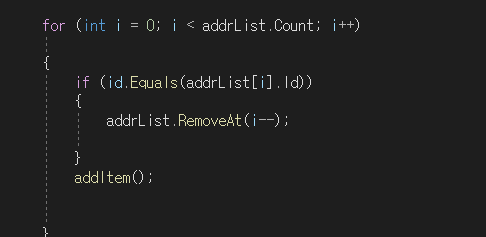 for (int i = 0; i < addrList.Count; i++)
{
if (id.Equals(addrList[i].Id))
{
addrList.RemoveAt(i--);
}
addItem();
}